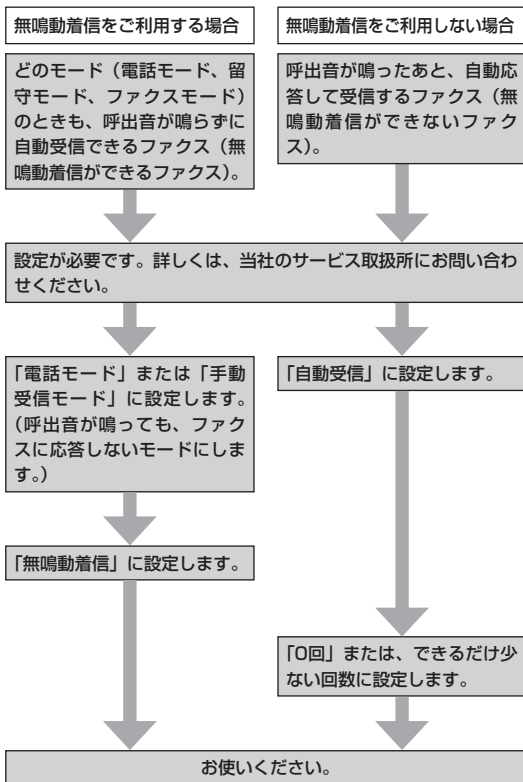 無鳴動着信をご利用する場合
無鳴動着信をご利用しない場合
どのモード（電話モード、留
守モード、ファクスモード）
のときも、呼出音が鳴らずに
自動受信できるファクス（無
鳴動着信ができるファクス）。
呼出音が鳴ったあと、自動応
答して受信するファクス（無
鳴動着信ができないファク
ス）。
設定が必要です。詳しくは、当社のサービス取扱所にお問い合わ
せください。
「電話モード」または「手動
受信モード」に設定します。
（呼出音が鳴っても、ファク
スに応答しないモードにしま
す。）
「自動受信」に設定します。
「無鳴動着信」に設定します。
「0回」または、できるだけ少
ない回数に設定します。
お使いください。